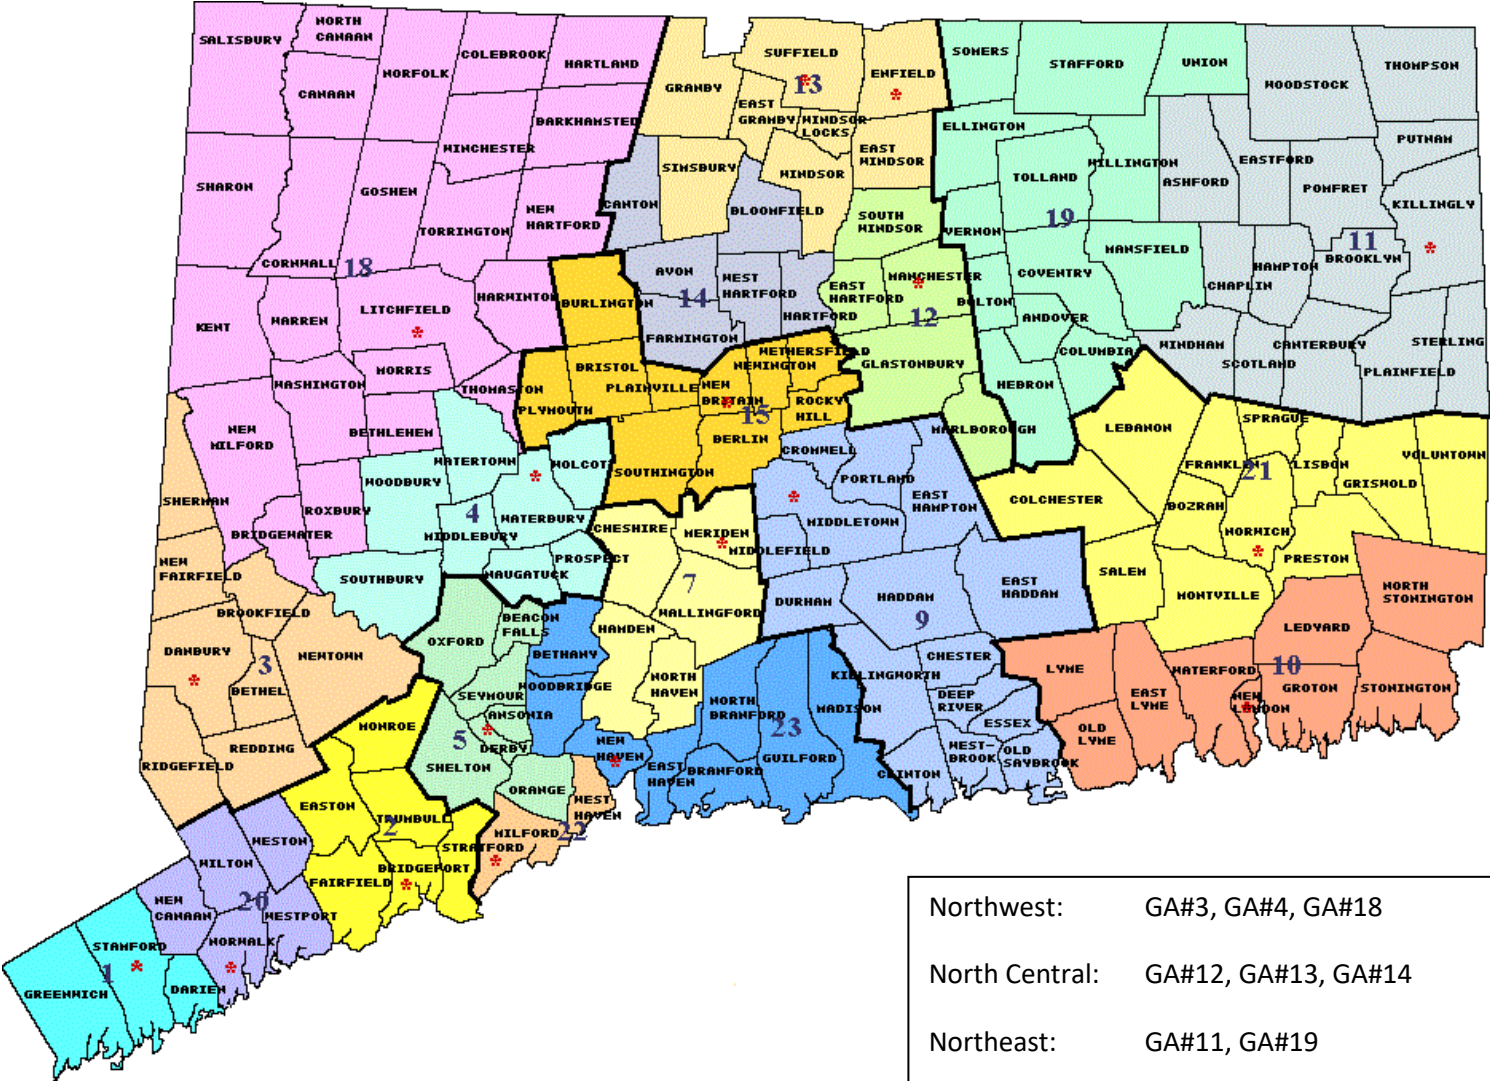 SALISBURY
NORTH
CANAAN
COLEBROOK
HARTLAND
NORFOLK
CANAAN
BARKHAMSTED
WINCHESTER
SHARON
GOSHEN
NEW
HARTFORD
TORRINGTON
CORNWALL
18
HARWINTON
LITCHFIELD
*
KENT
WARREN
WASHINGTON
MORRIS
THOMASTON
NEW
MILFORD
BETHLEHEM
ROXBURY
BRIDGEWATER
GRANBY
SUFFIELD
*
13
ENFIELD
*
EAST
GRANBY
WINDSOR
LOCKS
EAST
WINDSOR
SIMSBURY
WINDSOR
CANTON
BLOOMFIELD
AVON
WEST
HARTFORD
14
HARTFORD
FARMINGTON
SOUTH
WINDSOR
MANCHESTER
*
EAST
HARTFORD
12
GLASTONBURY
MARLBOROUGH
SOMERS
STAFFORD
UNION
ELLINGTON
TOLLAND
WILLINGTON
VERNON
19
MANSFIELD
COVENTRY
BOLTON
ANDOVER
COLUMBIA
HEBRON
WOODSTOCK
THOMPSON
PUTNAM
EASTFORD
ASHFORD
POMFRET
KILLINGLY
11
*
BROOKLYN
HAMPTON
CHAPLIN
WINDHAM
SCOTLAND
CANTERBURY
STERLING
PLAINFIELD
BURLINGTON
BRISTOL
PLYMOUTH
PLAINVILLE
NEW
BRITAIN
*
WETHERSFIELD
NEWINGTON
15
ROCKY
HILL
BERLIN
SOUTHINGTON
WATERTOWN
*
WOLCOT
WOODBURY
4
WATERBURY
MIDDLEBURY
PROSPECT
NAUGATUCK
SOUTHBURY
SHERMAN
NEW
FAIRFIELD
BROOKFIELD
DANBURY
*
3
NEWTOWN
BETHEL
REDDING
RIDGEFIELD
OXFORD
BEACON
FALLS
SEYMOUR
ANSONIA
*
5
DERBY
SHELTON
ORANGE
CHESHIRE
MERIDEN
*
7
WALLINGFORD
HAMDEN
NORTH
HAVEN
BETHANY
WOODBRIDGE
NEW
HAVEN
*
EAST
HAVEN
BRANFORD
NORTH
BRANFORD
23
GUILFORD
MADISON
CROMWELL
PORTLAND
*
EAST
HAMPTON
MIDDLETOWN
MIDDLEFIELD
DURHAM
HADDAM
EAST
HADDAM
9
KILLINGWORTH
CHESTER
DEEP
RIVER
ESSEX
WEST-
BROOK
OLD
SAYBROOK
CLINTON
LEBANON
SPRAGUE
FRANKLIN
21
LISBON
VOLUNTOWN
GRISWOLD
COLCHESTER
BOZRAH
NORWICH
*
PRESTON
SALEM
MONTVILLE
NORTH
STONINGTON
LEDYARD
LYME
WATERFORD
10
EAST
LYME
NEW
LONDON
*
GROTON
STONINGTON
OLD
LYME
MONROE
EASTON
TRUMBULL
2
STRATFORD
BRIDGEPORT
*
FAIRFIELD
WEST
HAVEN
MILFORD
22
*
WESTON
WILTON
20
NEW
CANAAN
WESTPORT
NORWALK
*
STAMFORD
*
1
DARIEN
GREENWICH
Northwest: GA#3, GA#4, GA#18
North Central: GA#12, GA#13, GA#14
Northeast: GA#11, GA#19